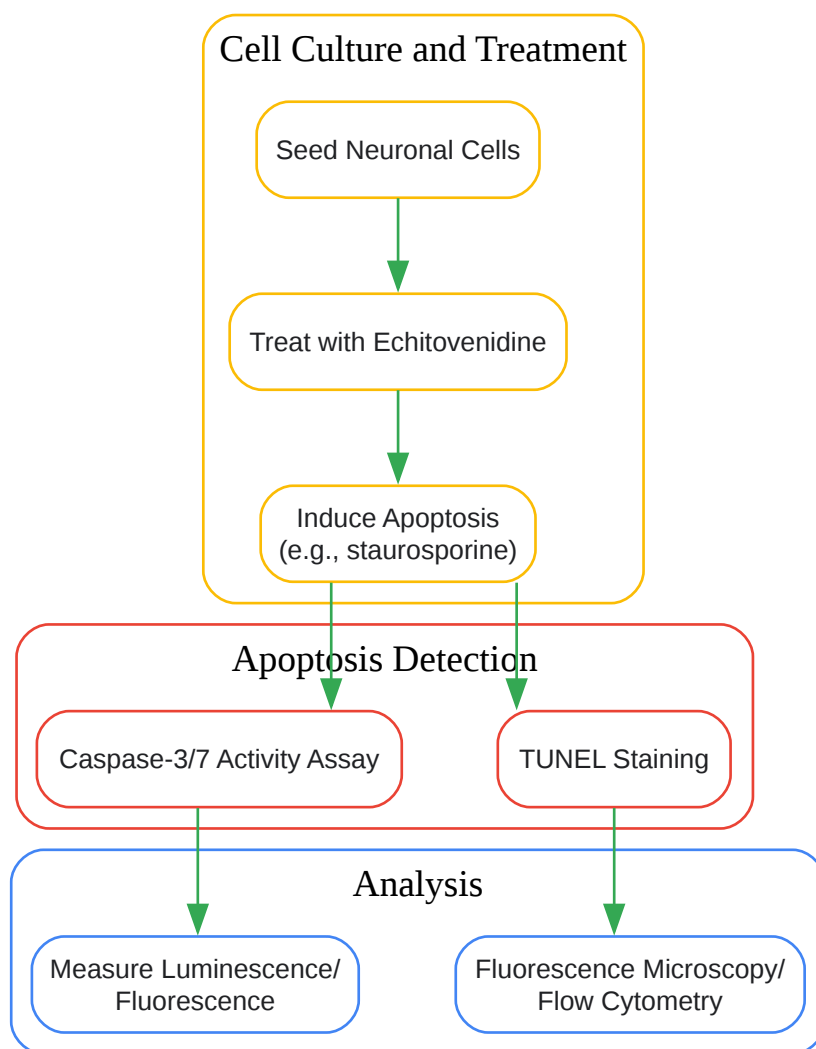 Cell Culture and Treatment
Seed Neuronal Cells
Treat with Echitovenidine
Induce Apoptosis
(e.g., staurosporine)
Apoptosis Detection
Caspase-3/7 Activity Assay
TUNEL Staining
Analysis
Measure Luminescence/
Fluorescence
Fluorescence Microscopy/
Flow Cytometry